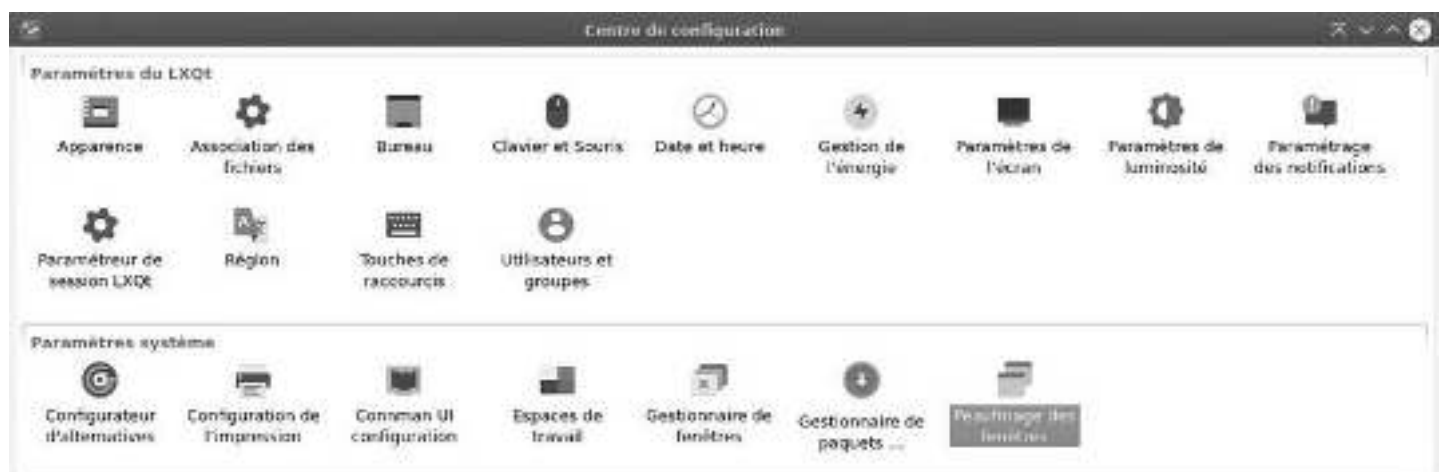 Centre de configuration
Paramètres du LXQt
Apparence
Association des
fichiers
Bureau
Clavier et Souris
Date et heure
Gestion de
l'énergie
Paramètres de
l'écran
Paramètres de
luminosité
Paramétrage
des notifications
Paramétreur de
session LXQt
Région
Touches de
raccourcis
Utilisateurs et
groupes
Paramètres système
Configurateur
d'alternatives
Configuration de
l'impression
Connman UI
configuration
Espaces de
travail
Gestionnaire de
fenêtres
Gestionnaire de
paquets ...
Peaufinage des
fenêtres